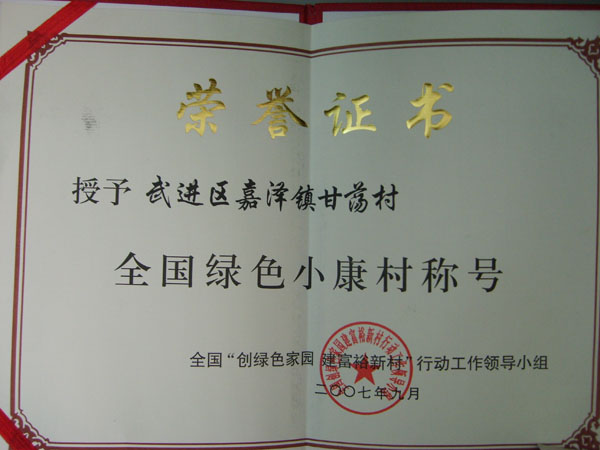 荣誉证书
授予 武进区嘉泽镇甘荡村
全国绿色小康村称号
全国“创绿色家园 建富裕新村”行动工作领导小组
二〇〇七年九月